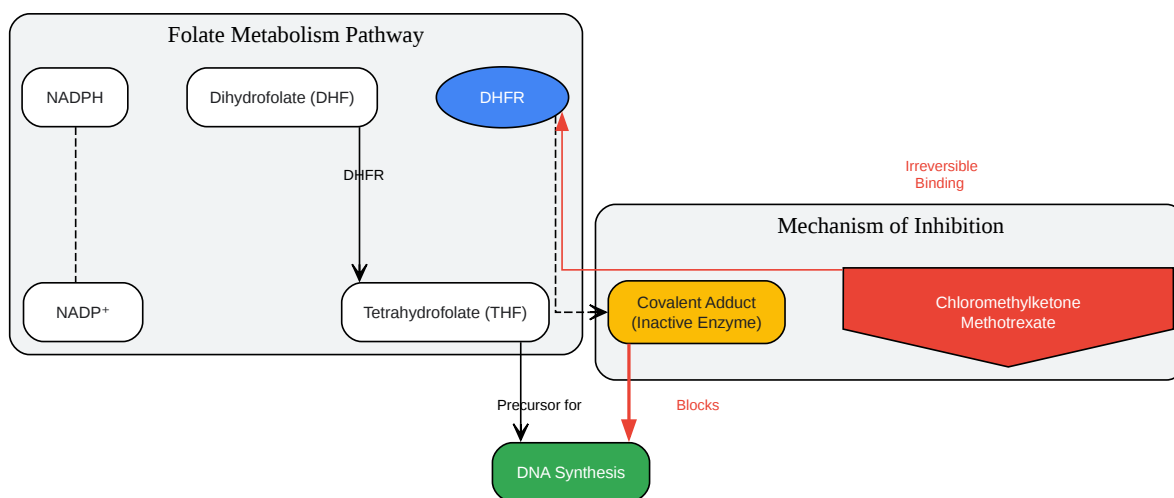 Folate Metabolism Pathway
NADPH
Dihydrofolate (DHF)
DHFR
DHFR
Irreversible
Binding
Mechanism of Inhibition
NADP⁺
Tetrahydrofolate (THF)
Covalent Adduct
(Inactive Enzyme)
Chloromethylketone
Methotrexate
Precursor for
Blocks
DNA Synthesis